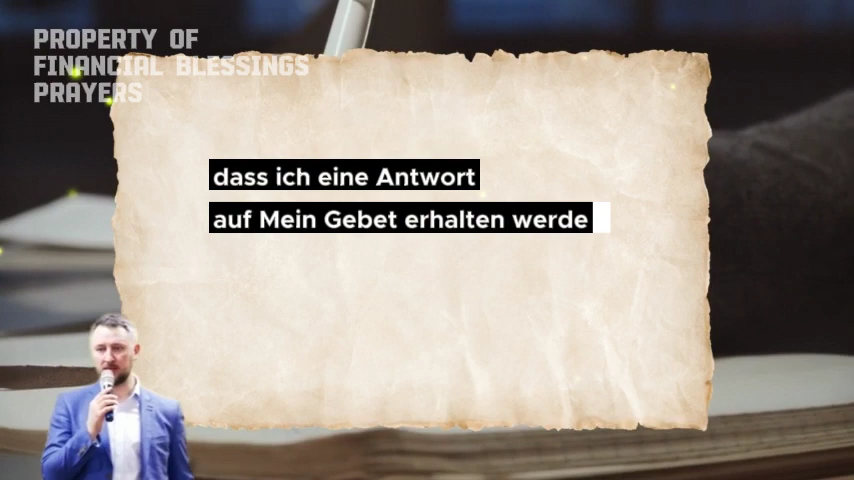 PROPERTY OF
FINANCIAL BLESSINGS
PRAYERS
dass ich eine Antwort
auf Mein Gebet erhalten werde